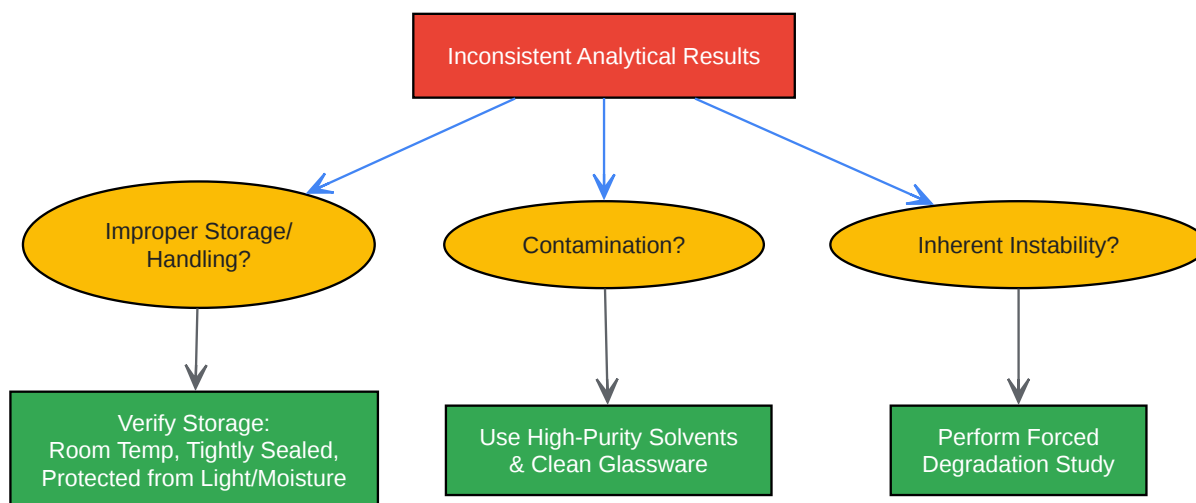 Inconsistent Analytical Results
Improper Storage/
Handling?
Contamination?
Inherent Instability?
Verify Storage:
Room Temp, Tightly Sealed,
Protected from Light/Moisture
Use High-Purity Solvents
& Clean Glassware
Perform Forced
Degradation Study